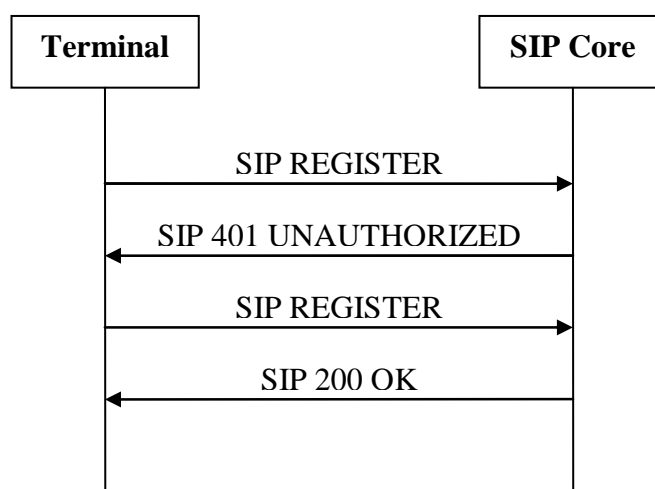 Terminal
SIP Core
SIP REGISTER
SIP 401 UNAUTHORIZED
SIP REGISTER
SIP 200 OK